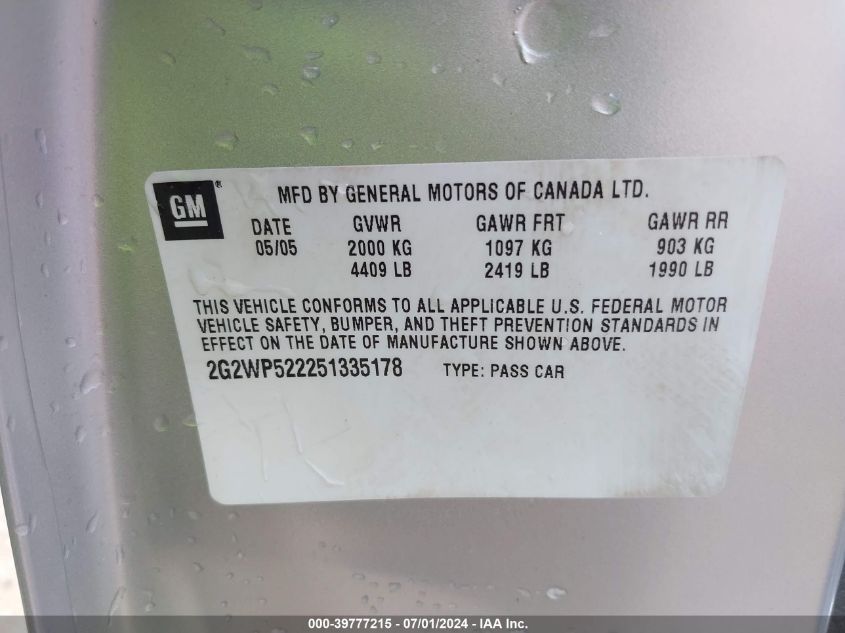 GM®
MFD BY GENERAL MOTORS OF CANADA LTD.
DATE GVWR GAWR FRT GAWR RR
05/05 2000 KG 1097 KG 903 KG
4409 LB 2419 LB 1990 LB
THIS VEHICLE CONFORMS TO ALL APPLICABLE U.S. FEDERAL MOTOR
VEHICLE SAFETY, BUMPER, AND THEFT PREVENTION STANDARDS IN
EFFECT ON THE DATE OF MANUFACTURE SHOWN ABOVE.
2G2WP522251335178 TYPE: PASS CAR
000-39777215 - 07/01/2024 - IAA Inc.